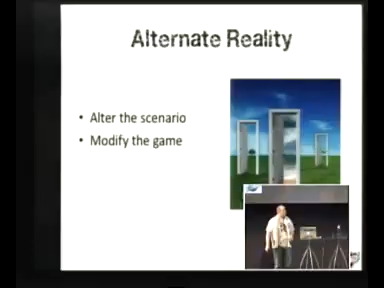 Alternate Reality
• Alter the scenario
• Modify the game